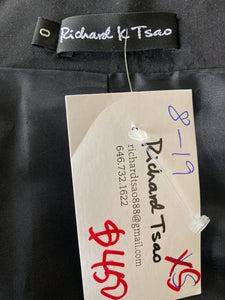 0
Richard K Tsao
8-19
Richard Tsao
richardtsao888@gmail.com
646.732.1622
XS
$450